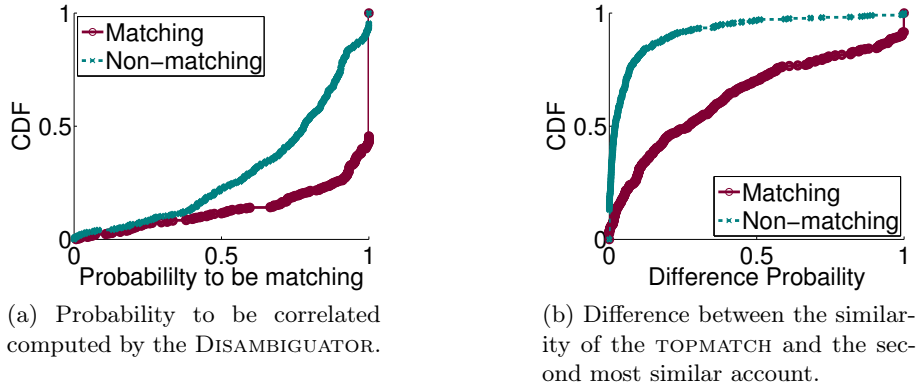 1
Matching
Non-matching
CDF
0.5
0
0
0.5
1
Probabililty to be matching
(a) Probability to be correlated
computed by the DISAMBIGUATOR.
1
CDF
0.5
Matching
Non-matching
0
0
0.5
1
Difference Probaility
(b) Difference between the similar-
ity of the TOPMATCH and the sec-
ond most similar account.